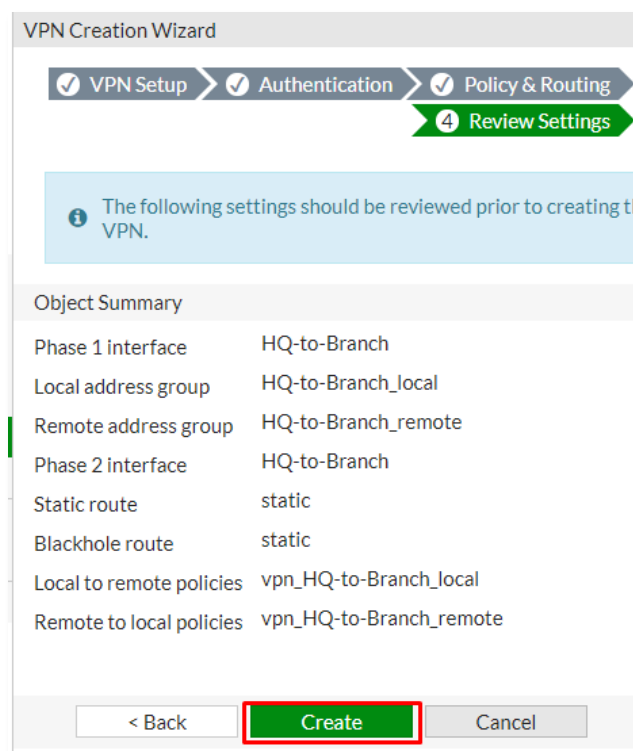 VPN Creation Wizard
VPN Setup Authentication Policy & Routing
4 Review Settings
The following settings should be reviewed prior to creating
VPN.
Object Summary
Phase 1 interface HQ-to-Branch
Local address group HQ-to-Branch_local
Remote address group HQ-to-Branch_remote
Phase 2 interface HQ-to-Branch
Static route static
Blackhole route static
Local to remote policies vpn_HQ-to-Branch_local
Remote to local policies vpn_HQ-to-Branch_remote
< Back Create Cancel